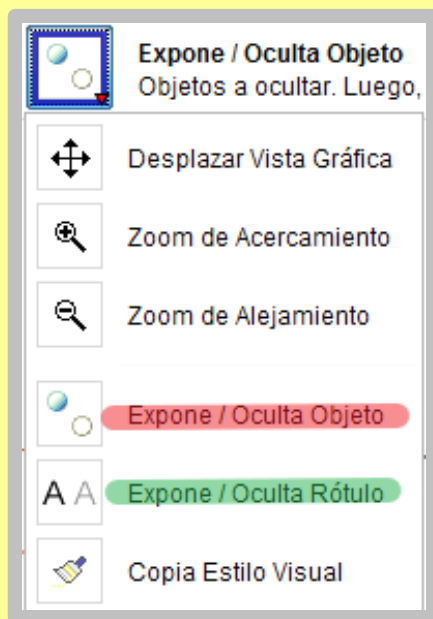 Expone / Oculta Objeto
Objetos a ocultar. Luego,
Desplazar Vista Gráfica
Zoom de Acercamiento
Zoom de Alejamiento
Expone / Oculta Objeto
A A Expone / Oculta Rótulo
Copia Estilo Visual